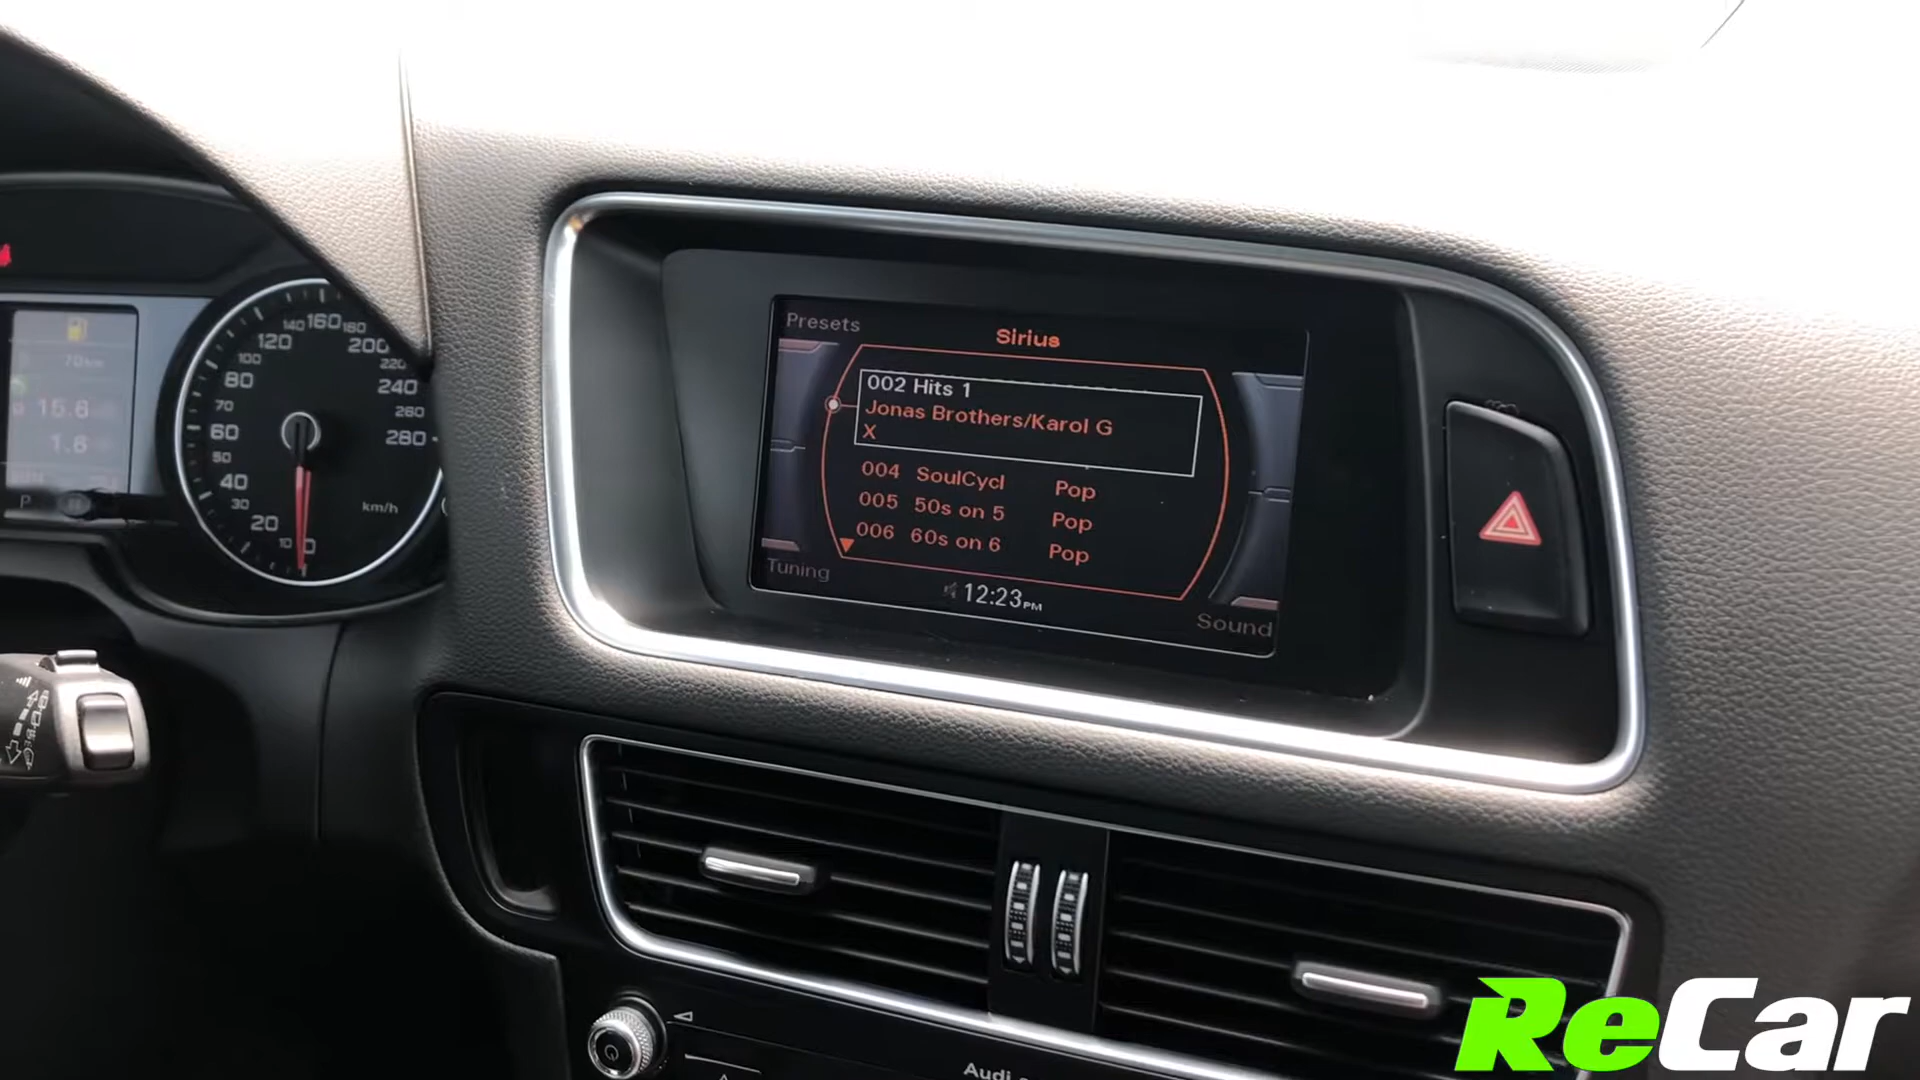 Presets
Sirius
002 Hits 1
Jonas Brothers/Karol G
X
004 SoulCycl Pop
005 50s on 5 Pop
006 60s on 6 Pop
Tuning
12:23PM
Sound
10
20
30
40
50
60
70
80
100
120
140
160
180
200
220
240
260
280
km/h
15.6
1.6
P
Audi
ReCar